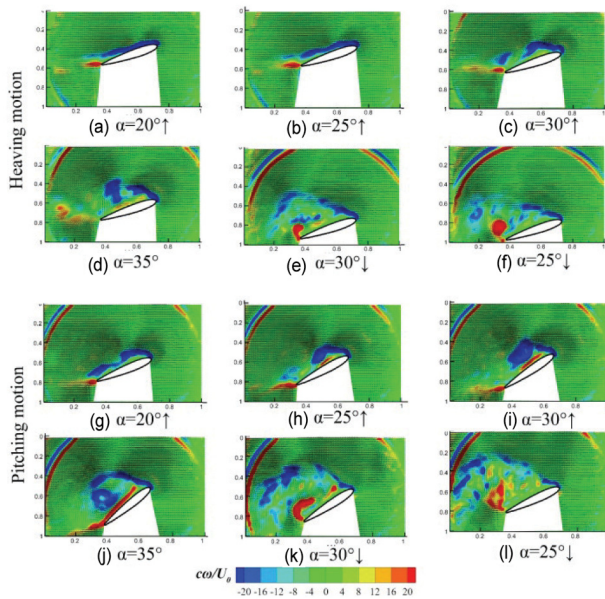 Heaving motion
(a) α=20°↑
(b) α=25°↑
(c) α=30°↑
(d) α=35°
(e) α=30°↓
(f) α=25°↓
Pitching motion
(g) α=20°↑
(h) α=25°↑
(i) α=30°↑
(j) α=35°
(k) α=30°↓
(l) α=25°↓
cω/U₀
-20 -16 -12 -8 -4 0 4 8 12 16 20